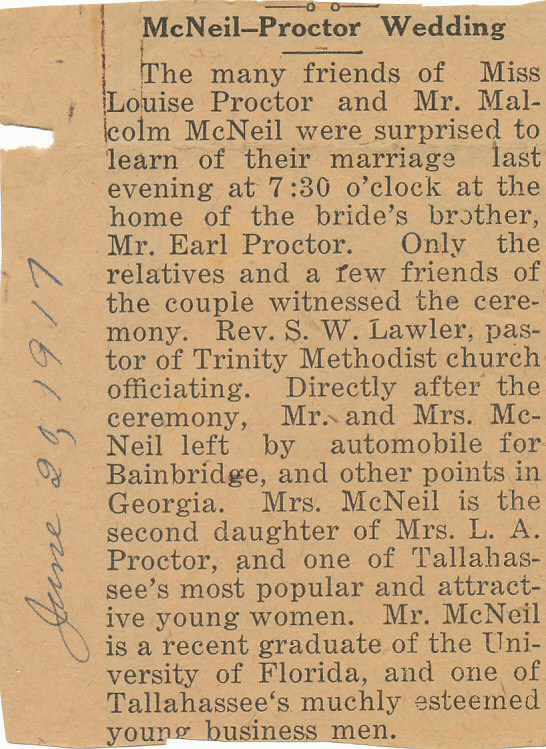 McNeil–Proctor Wedding
The many friends of Miss
Louise Proctor and Mr. Mal-
colm McNeil were surprised to
learn of their marriage last
evening at 7:30 o'clock at the
home of the bride's brother,
Mr. Earl Proctor. Only the
relatives and a few friends of
the couple witnessed the cere-
mony. Rev. S. W. Lawler, pas-
tor of Trinity Methodist church
officiating. Directly after the
ceremony, Mr. and Mrs. Mc-
Neil left by automobile for
Bainbridge, and other points in
Georgia. Mrs. McNeil is the
second daughter of Mrs. L. A.
Proctor, and one of Tallahas-
see's most popular and attract-
ive young women. Mr. McNeil
is a recent graduate of the Uni-
versity of Florida, and one of
Tallahassee's muchly esteemed
young business men.
June 29, 1917